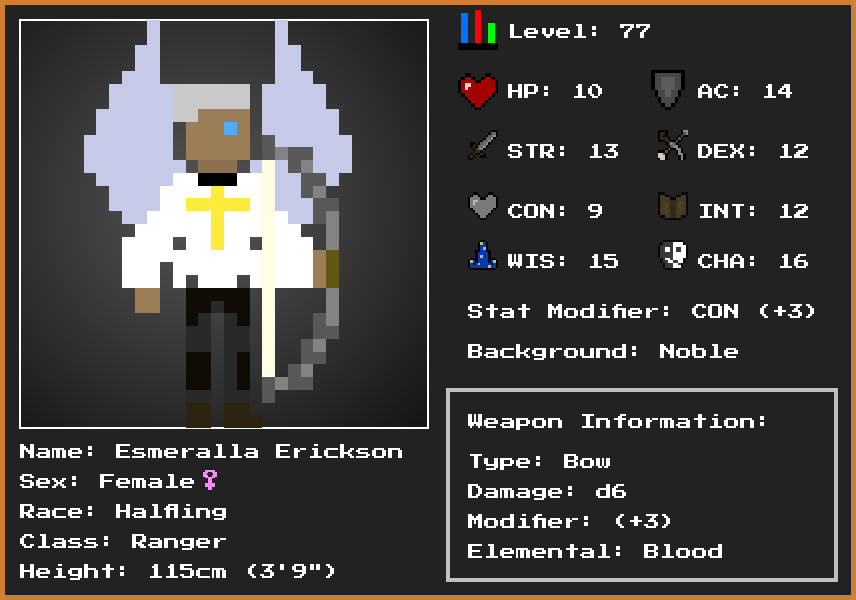 Level: 77
HP: 10 AC: 14
STR: 13 DEX: 12
CON: 9 INT: 12
WIS: 15 CHA: 16
Stat Modifier: CON (+3)
Background: Noble
Weapon Information:
Type: Bow
Damage: d6
Modifier: (+3)
Elemental: Blood
Name: Esmeralla Erickson
Sex: Female♀
Race: Halfling
Class: Ranger
Height: 115cm (3'9")